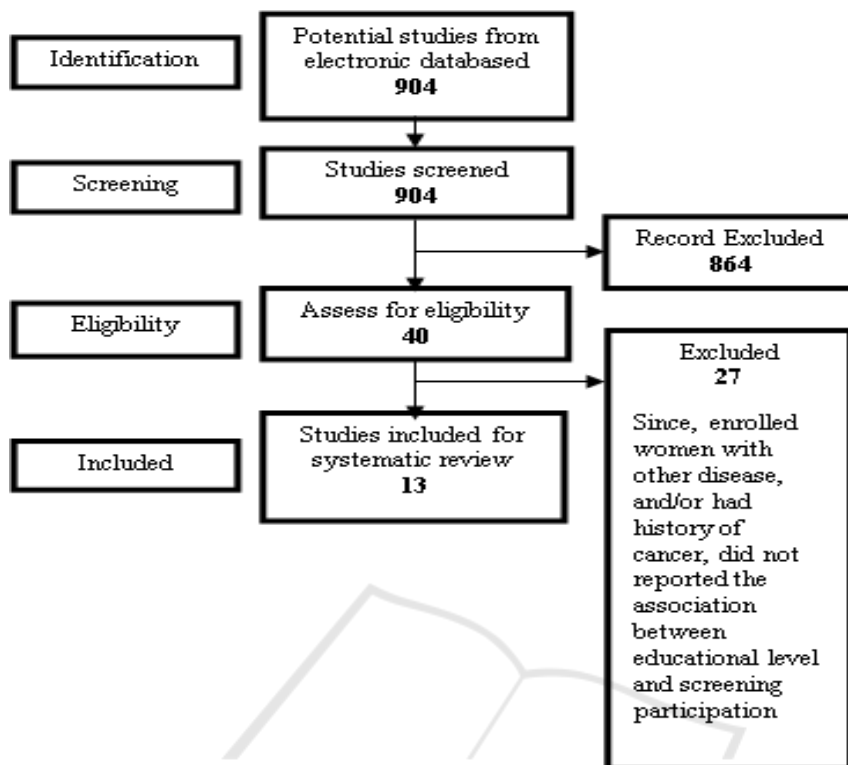 Identification
Potential studies from
electronic databased
904
Screening
Studies screened
904
Record Excluded
864
Eligibility
Assess for eligibility
40
Excluded
27
Since, enrolled
women with
other disease,
and/or had
history of
cancer, did not
reported the
association
between
educational level
and screening
participation
Included
Studies included for
systematic review
13